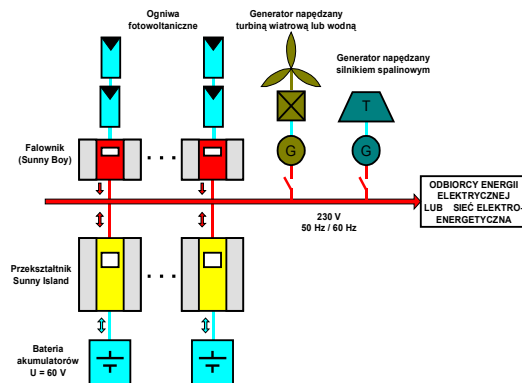 Ogniwa
fotowoltaiczne
Generator napędzany
turbiną wiatrową lub wodną
Generator napędzany
silnikiem spalinowym
T
Falownik
(Sunny Boy)
G
G
ODBIORCY ENERGII
ELEKTRYCZNEJ
LUB SIEĆ ELEKTRO-
ENERGETYCZNA
230 V
50 Hz / 60 Hz
Przekształtnik
Sunny Island
Bateria
akumulatorów
U = 60 V